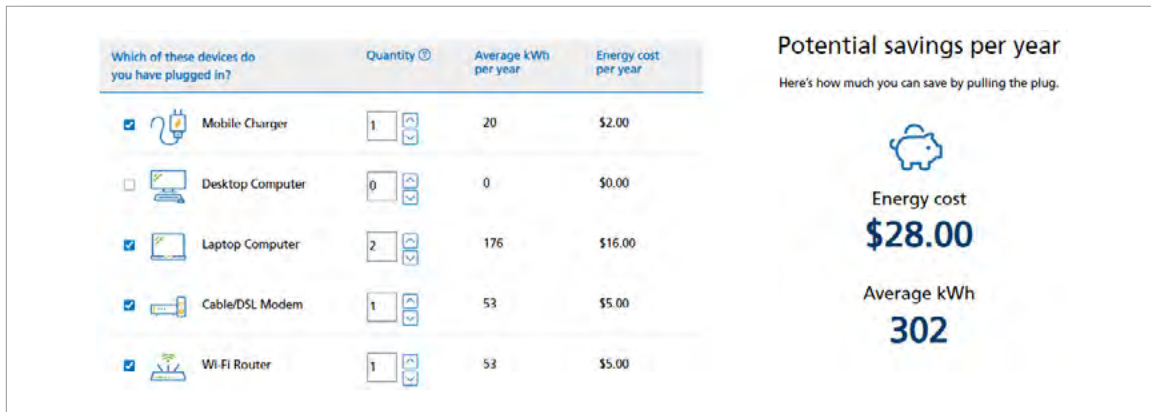 Which of these devices do
you have plugged in?
Quantity ?
Average kWh
per year
Energy cost
per year
Mobile Charger 1 20 $2.00
Desktop Computer 0 0 $0.00
Laptop Computer 2 176 $16.00
Cable/DSL Modem 1 53 $5.00
Wi-Fi Router 1 53 $5.00
Potential savings per year
Here's how much you can save by pulling the plug.
Energy cost
$28.00
Average kWh
302